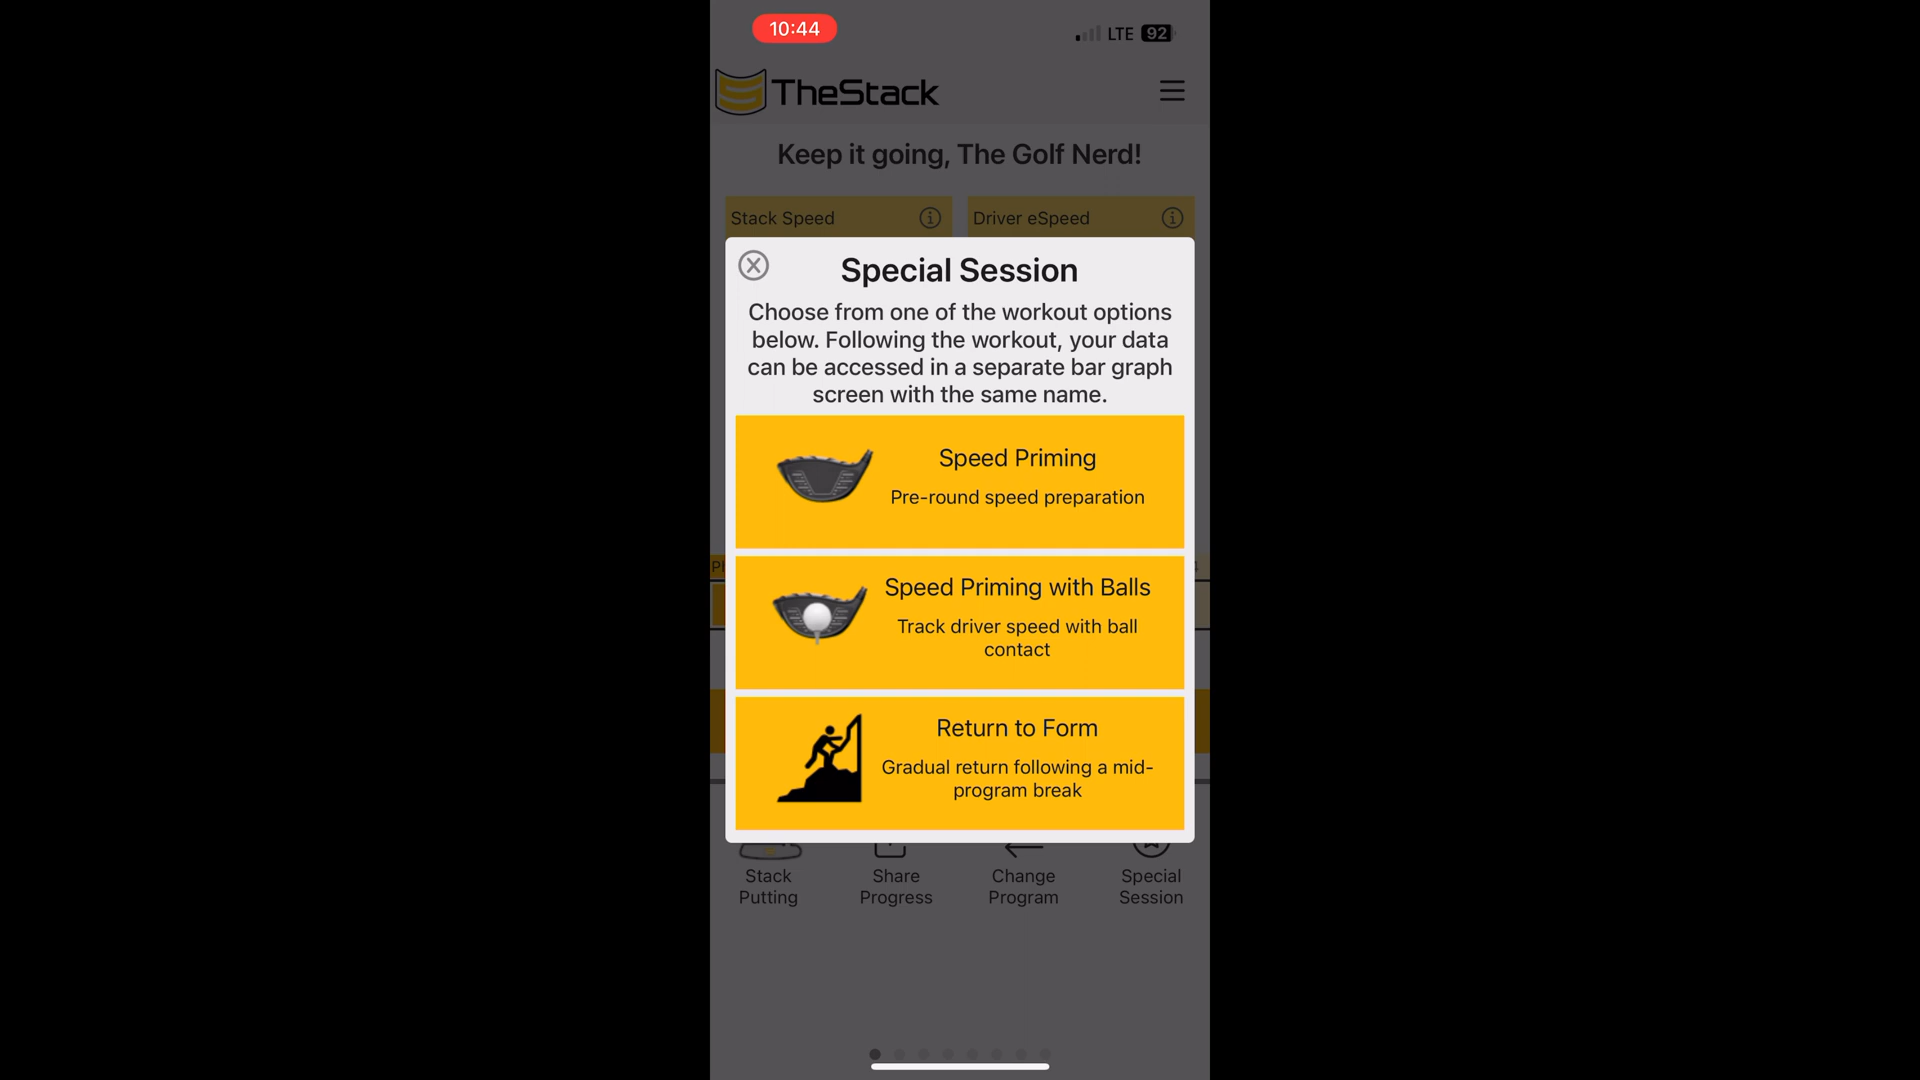 10:44
LTE 92
TheStack
Keep it going, The Golf Nerd!
Stack Speed
Driver eSpeed
Special Session
Choose from one of the workout options
below. Following the workout, your data
can be accessed in a separate bar graph
screen with the same name.
Speed Priming
Pre-round speed preparation
Speed Priming with Balls
Track driver speed with ball
contact
Return to Form
Gradual return following a mid-
program break
Stack
Putting
Share
Progress
Change
Program
Special
Session